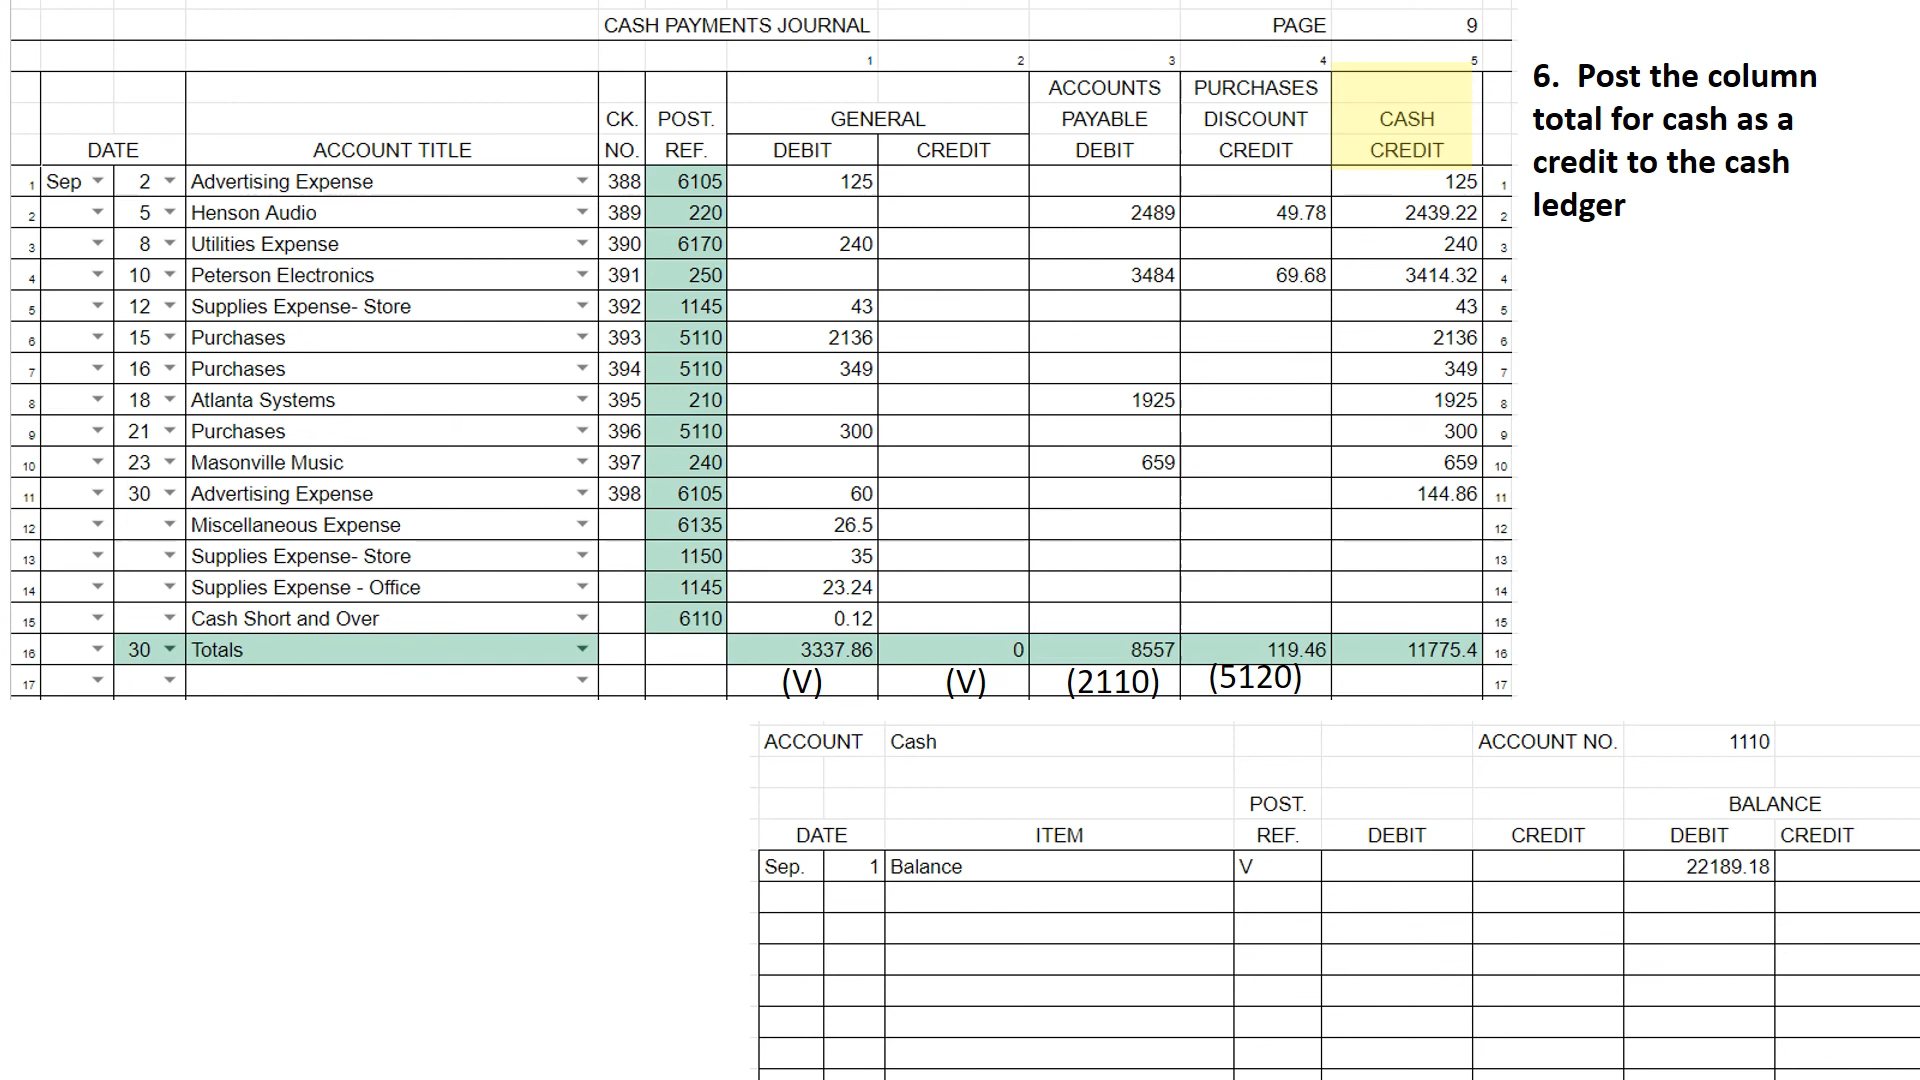 CASH PAYMENTS JOURNAL PAGE 9
1 2 3 4 5
ACCOUNTS PURCHASES
CK. POST. GENERAL PAYABLE DISCOUNT CASH
DATE ACCOUNT TITLE NO. REF. DEBIT CREDIT DEBIT CREDIT CREDIT
1 Sep 2 Advertising Expense 388 6105 125 125 1
2 5 Henson Audio 389 220 2489 49.78 2439.22 2
3 8 Utilities Expense 390 6170 240 240 3
4 10 Peterson Electronics 391 250 3484 69.68 3414.32 4
5 12 Supplies Expense- Store 392 1145 43 43 5
6 15 Purchases 393 5110 2136 2136 6
7 16 Purchases 394 5110 349 349 7
8 18 Atlanta Systems 395 210 1925 1925 8
9 21 Purchases 396 5110 300 300 9
10 23 Masonville Music 397 240 659 659 10
11 30 Advertising Expense 398 6105 60 144.86 11
12 Miscellaneous Expense 6135 26.5 12
13 Supplies Expense- Store 1150 35 13
14 Supplies Expense - Office 1145 23.24 14
15 Cash Short and Over 6110 0.12 15
16 30 Totals 3337.86 0 8557 119.46 11775.4 16
17 (V) (V) (2110) (5120) 17
6. Post the column
total for cash as a
credit to the cash
ledger
ACCOUNT Cash ACCOUNT NO. 1110
POST. BALANCE
DATE ITEM REF. DEBIT CREDIT DEBIT CREDIT
Sep. 1 Balance V 22189.18